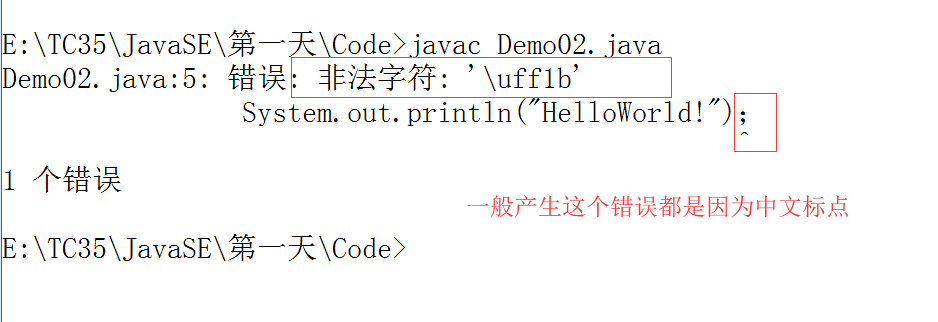 E:\TC35\JavaSE\第一天\Code>javac Demo02.java
Demo02.java:5: 错误: 非法字符: '\uff1b'
System.out.println("HelloWorld!")；
^
1 个错误
一般产生这个错误都是因为中文标点
E:\TC35\JavaSE\第一天\Code>